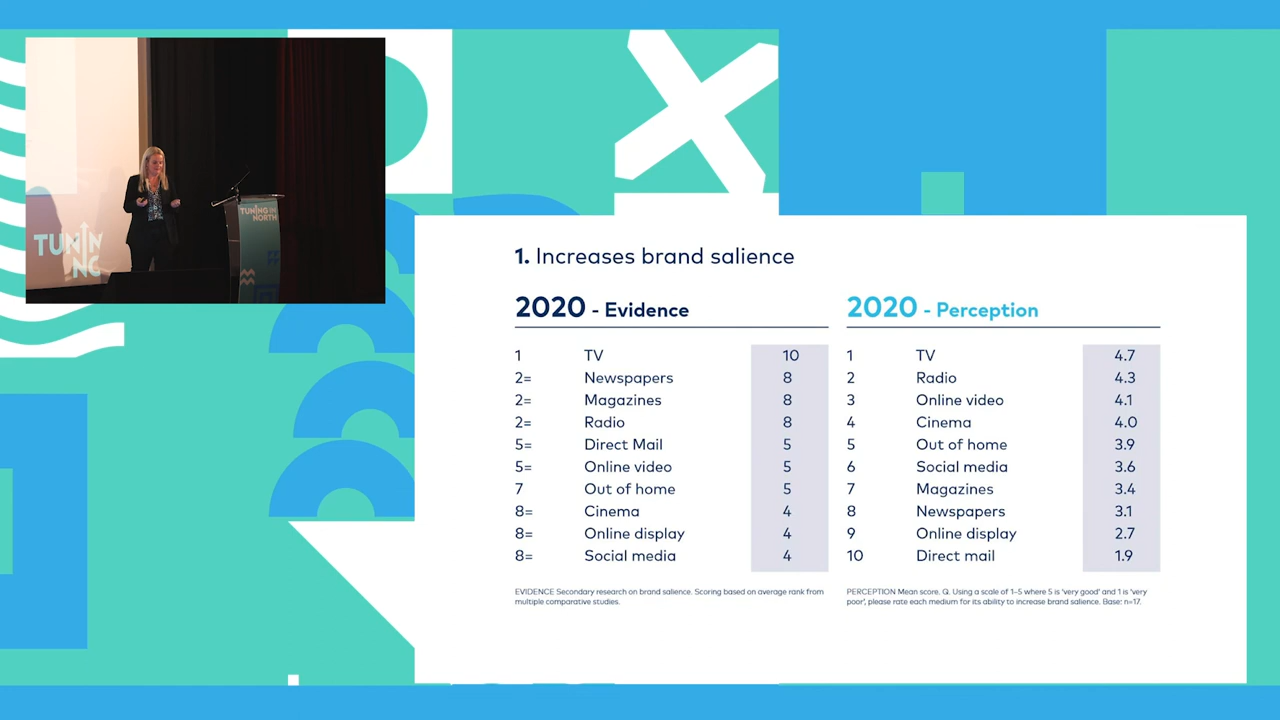 TUNIN
NC
TUNING IN
NORTH
1. Increases brand salience
2020 - Evidence
1 TV 10
2= Newspapers 8
2= Magazines 8
2= Radio 8
5= Direct Mail 5
5= Online video 5
7 Out of home 5
8= Cinema 4
8= Online display 4
8= Social media 4
EVIDENCE Secondary research on brand salience. Scoring based on average rank from
multiple comparative studies.
2020 - Perception
1 TV 4.7
2 Radio 4.3
3 Online video 4.1
4 Cinema 4.0
5 Out of home 3.9
6 Social media 3.6
7 Magazines 3.4
8 Newspapers 3.1
9 Online display 2.7
10 Direct mail 1.9
PERCEPTION Mean score. Q. Using a scale of 1–5 where 5 is 'very good' and 1 is 'very
poor', please rate each medium for its ability to increase brand salience. Base: n=17.